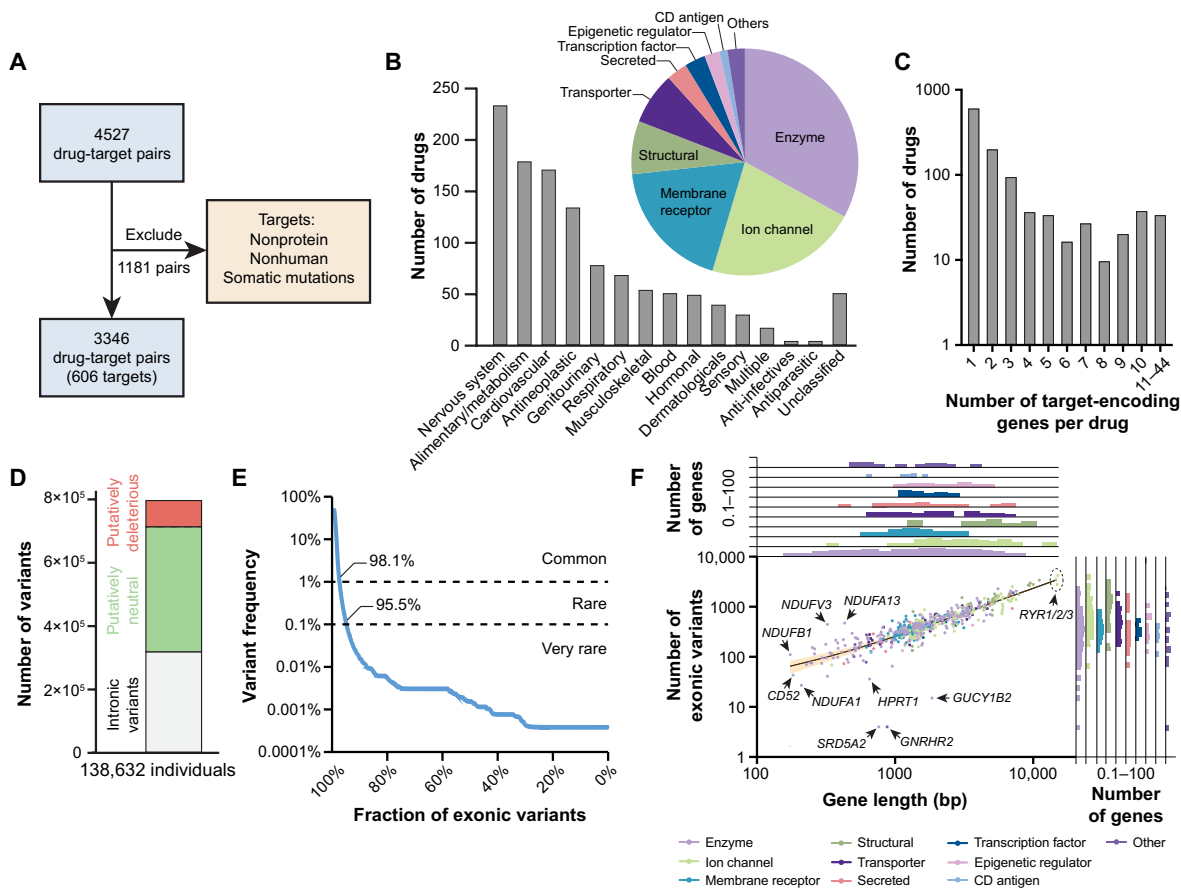 A
4527
drug-target pairs
Exclude
1181 pairs
Targets:
Nonprotein
Nonhuman
Somatic mutations
3346
drug-target pairs
(606 targets)
B
Number of drugs
250
200
150
100
50
0
Nervous system
Alimentary/metabolism
Cardiovascular
Antineoplastic
Genitourinary
Respiratory
Musculoskeletal
Blood
Hormonal
Dermatologicals
Sensory
Multiple
Anti-infectives
Antiparasitic
Unclassified
CD antigen
Others
Epigenetic regulator
Transcription factor
Secreted
Transporter
Structural
Membrane
receptor
Ion channel
Enzyme
C
Number of drugs
1000
100
10
1
1
2
3
4
5
6
7
8
9
10
11–44
Number of target-encoding
genes per drug
D
Number of variants
8×10⁵
6×10⁵
4×10⁵
2×10⁵
0
Putatively
deleterious
Putatively
neutral
Intronic
variants
138,632 individuals
E
Variant frequency
100%
10%
1%
0.1%
0.01%
0.001%
0.0001%
98.1%
95.5%
Common
Rare
Very rare
100%
80%
60%
40%
20%
0%
Fraction of exonic variants
F
Number
of genes
0.1–100
Number of
exonic variants
10,000
1000
100
10
1
NDUFV3
NDUFA13
NDUFB1
CD52
NDUFA1
HPRT1
GUCY1B2
SRD5A2
GNRHR2
RYR1/2/3
100
1000
10,000
Gene length (bp)
0.1–100
Number
of genes
Enzyme
Ion channel
Membrane receptor
Structural
Transporter
Secreted
Transcription factor
Epigenetic regulator
CD antigen
Other